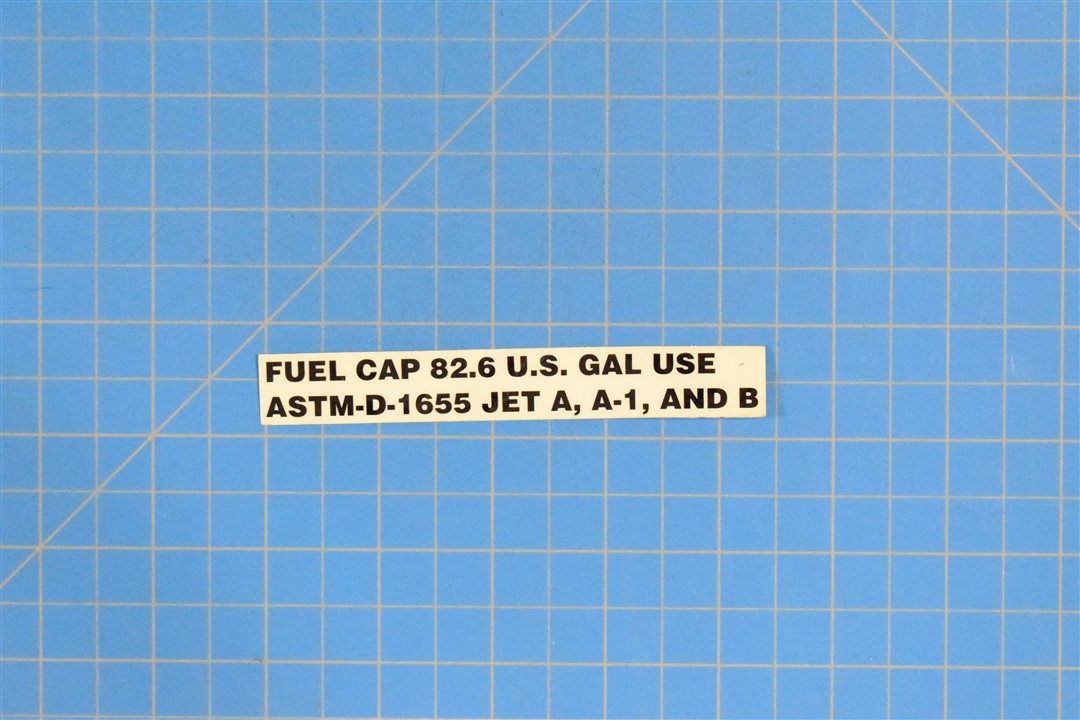 FUEL CAP 82.6 U.S. GAL USE
ASTM-D-1655 JET A, A-1, AND B